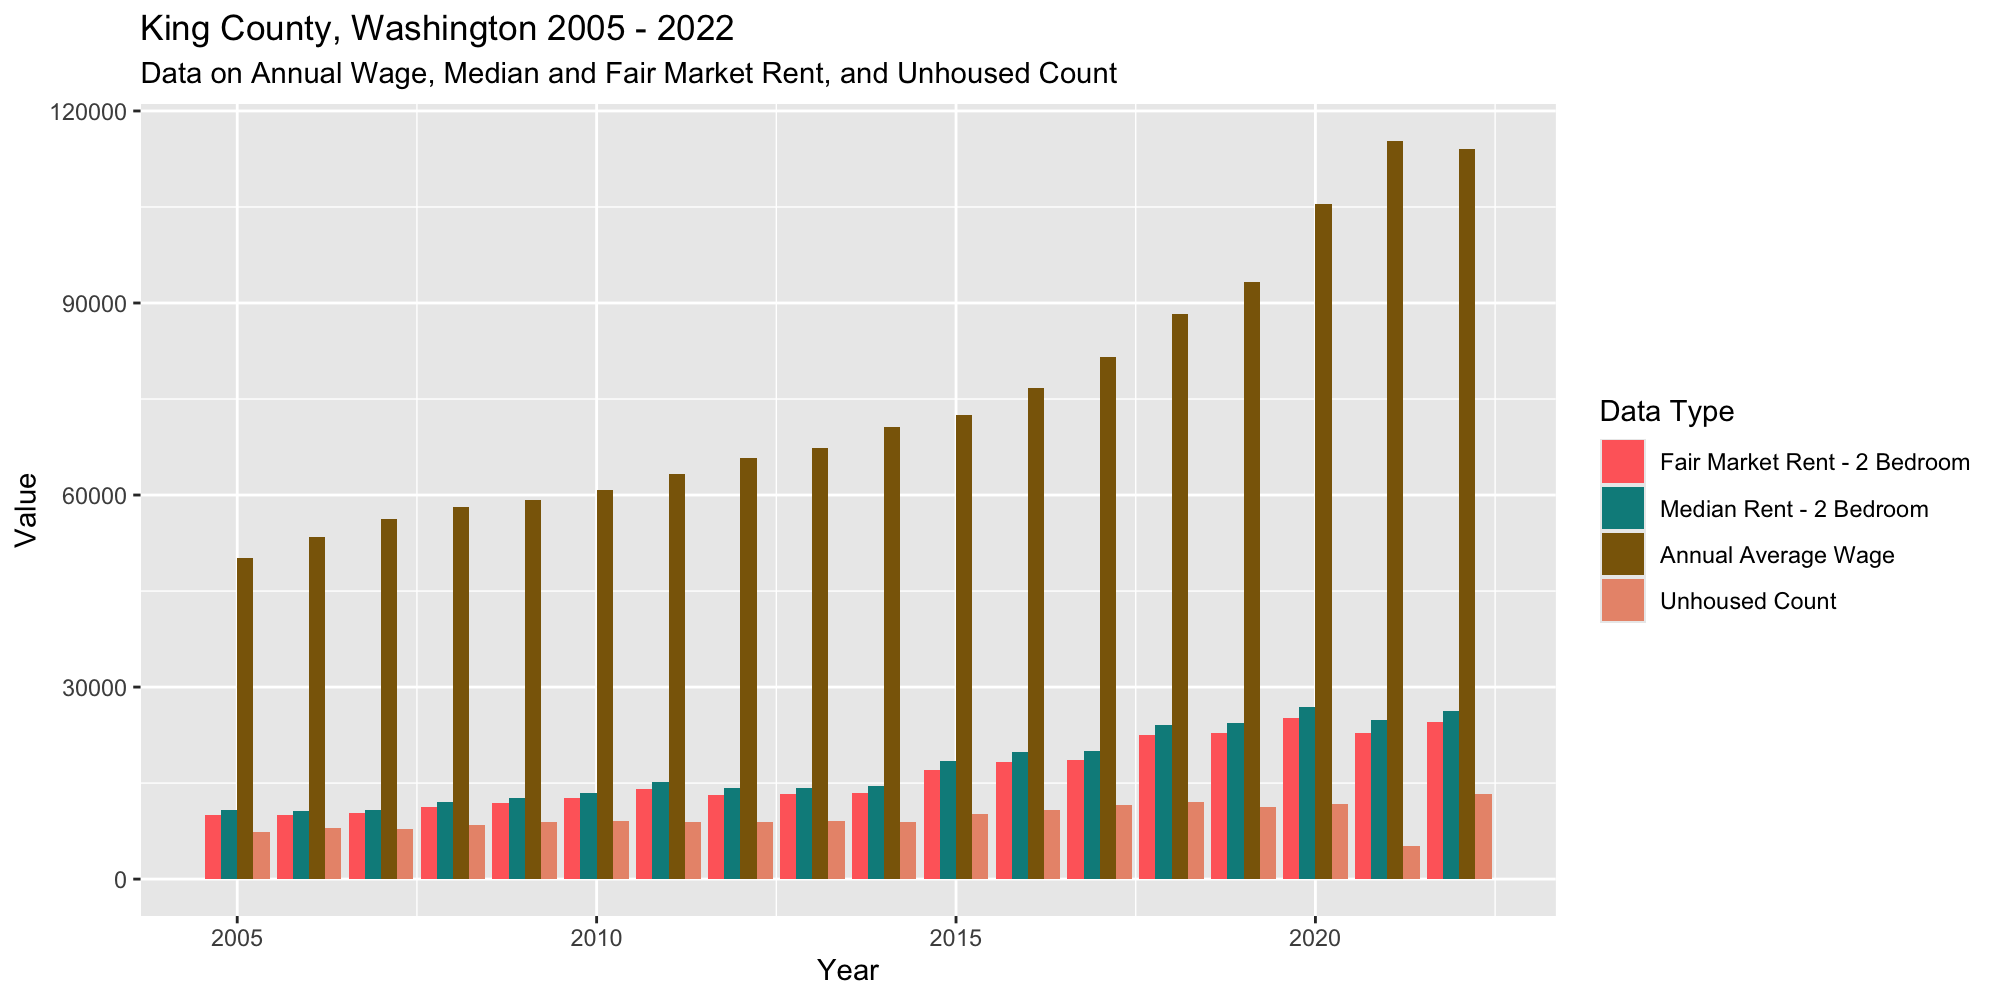 King County, Washington 2005 - 2022
Data on Annual Wage, Median and Fair Market Rent, and Unhoused Count
120000
90000
60000
30000
0
Value
2005
2010
2015
2020
Year
Data Type
Fair Market Rent - 2 Bedroom
Median Rent - 2 Bedroom
Annual Average Wage
Unhoused Count